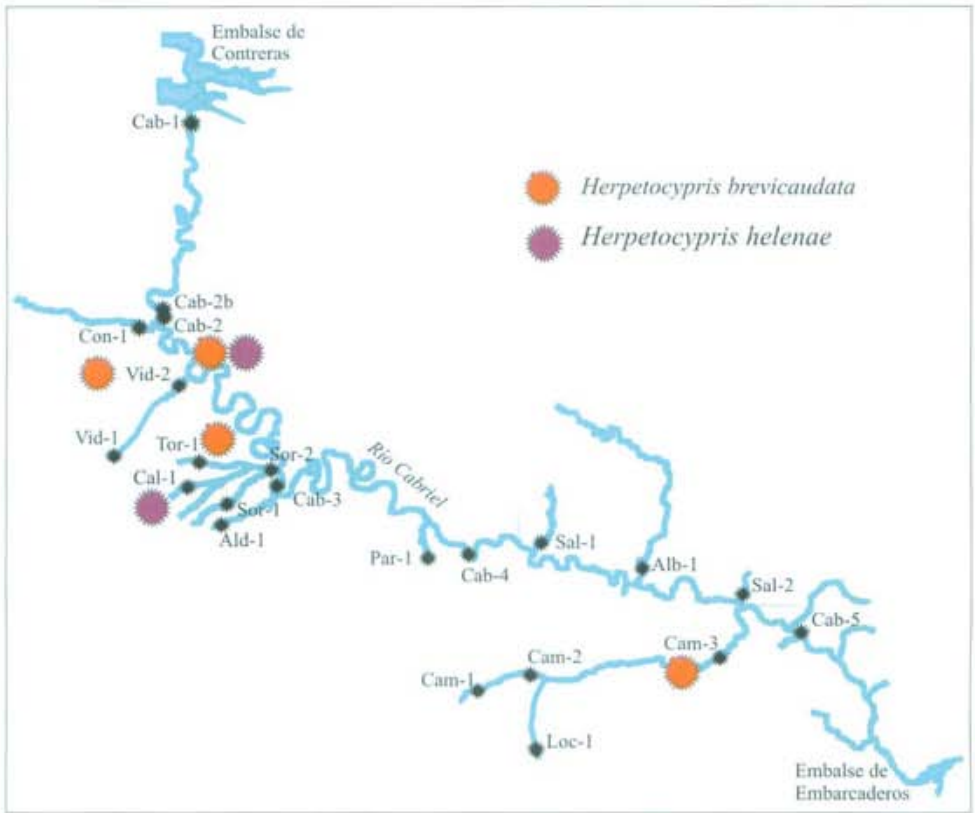 Embalse de
Contreras
Cab-1
Herpetocypris brevicaudata
Herpetocypris helenae
Cab-2b
Cab-2
Con-1
Vid-2
Vid-1
Tor-1
Sor-2
Río Cabriel
Cal-1
Cab-3
Sor-1
Ald-1
Par-1
Cab-4
Sal-1
Alb-1
Sal-2
Cab-5
Cam-3
Cam-2
Cam-1
Loc-1
Embalse de
Embarcaderos